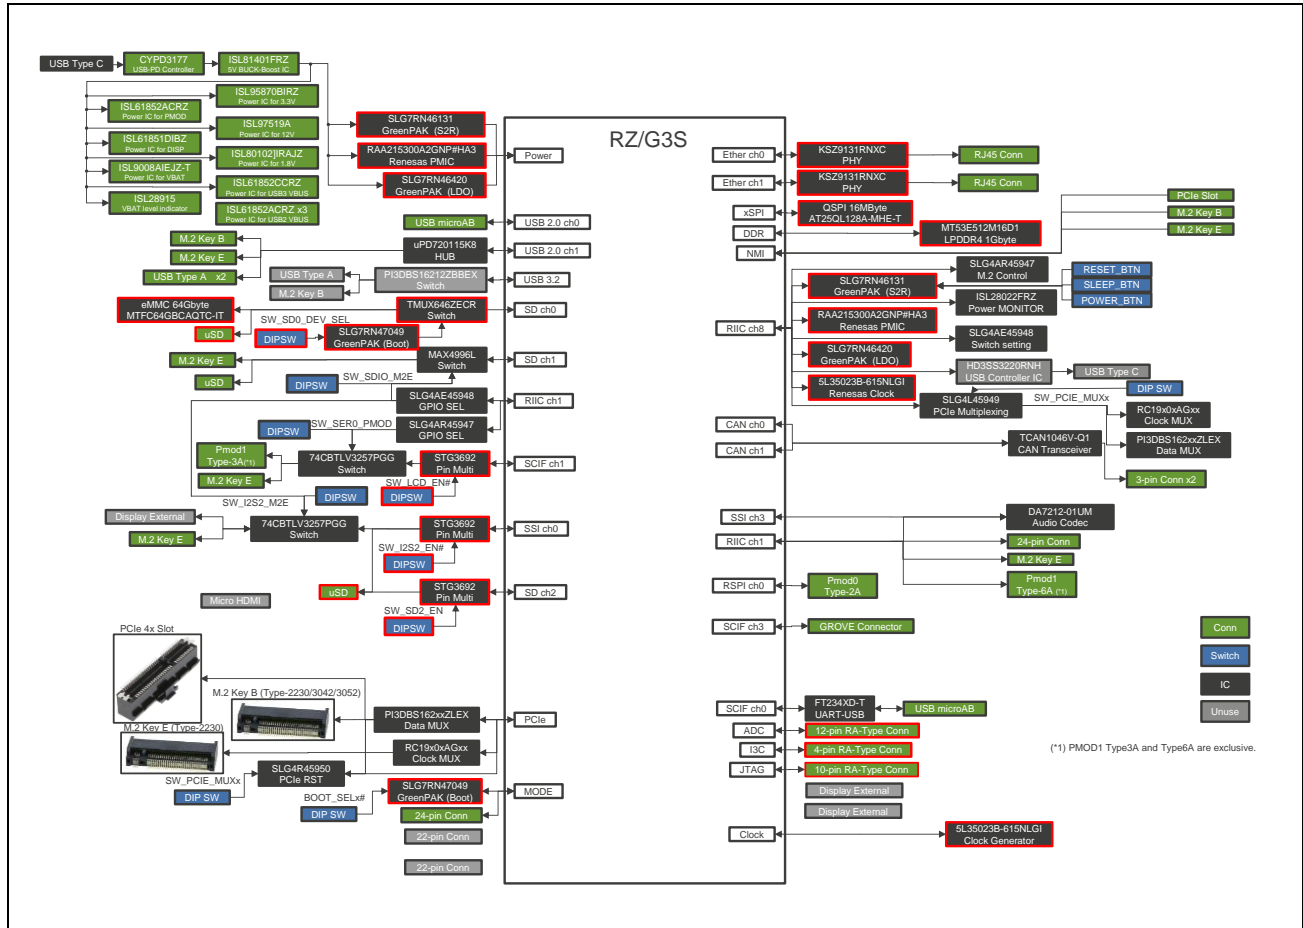 RZ/G3S
USB Type C
CYPD3177
USB-PD Controller
ISL81401FRZ
5V BUCK-Boost IC
ISL95870BIRZ
Power IC for 3.3V
ISL61852ACRZ
Power IC for PMOD
ISL97519A
Power IC for 12V
ISL61851DIBZ
Power IC for DISP
ISL80102]IRAJZ
Power IC for 1.8V
ISL9008AIEJZ-T
Power IC for VBAT
ISL61852CCRZ
Power IC for USB3 VBUS
ISL28915
VBAT level indicator
ISL61852ACRZ x3
Power IC for USB2 VBUS
SLG7RN46131
GreenPAK  (S2R)
RAA215300A2GNP#HA3
Renesas PMIC
SLG7RN46420
GreenPAK  (LDO)
Power
USB microAB
USB 2.0 ch0
M.2 Key B
M.2 Key E
USB Type A   x2
uPD720115K8
HUB
USB 2.0 ch1
USB Type A
M.2 Key B
PI3DBS16212ZBBEX
Switch
USB 3.2
eMMC 64Gbyte
MTFC64GBCAQTC-IT
uSD
TMUX646ZECR
Switch
SD ch0
SW_SD0_DEV_SEL
DIPSW
SLG7RN47049
GreenPAK (Boot)
M.2 Key E
uSD
MAX4996L
Switch
SD ch1
SW_SDIO_M2E
DIPSW
SLG4AE45948
GPIO SEL
RIIC ch1
SW_SER0_PMOD
DIPSW
SLG4AR45947
GPIO SEL
Pmod1
Type-3A(*1)
M.2 Key E
74CBTLV3257PGG
Switch
STG3692
Pin Multi
SCIF ch1
SW_LCD_EN#
DIPSW
DIPSW
SW_I2S2_M2E
Display External
M.2 Key E
74CBTLV3257PGG
Switch
STG3692
Pin Multi
SSI ch0
SW_I2S2_EN#
DIPSW
uSD
STG3692
Pin Multi
SD ch2
SW_SD2_EN
DIPSW
Micro HDMI
PCIe 4x Slot
M.2 Key B (Type-2230/3042/3052)
M.2 Key E (Type-2230)
PI3DBS162xxZLEX
Data MUX
PCIe
RC19x0xAGxx
Clock MUX
SLG4R45950
PCIe RST
SW_PCIE_MUXx
DIP SW
BOOT_SELx#
DIP SW
SLG7RN47049
GreenPAK (Boot)
MODE
24-pin Conn
22-pin Conn
22-pin Conn
Ether ch0
KSZ9131RNXC
PHY
RJ45 Conn
Ether ch1
KSZ9131RNXC
PHY
RJ45 Conn
xSPI
QSPI 16MByte
AT25QL128A-MHE-T
DDR
MT53E512M16D1
LPDDR4 1Gbyte
NMI
PCIe Slot
M.2 Key B
M.2 Key E
SLG4AR45947
M.2 Control
SLG7RN46131
GreenPAK  (S2R)
RESET_BTN
SLEEP_BTN
POWER_BTN
ISL28022FRZ
Power MONITOR
RAA215300A2GNP#HA3
Renesas PMIC
RIIC ch8
SLG4AE45948
Switch setting
SLG7RN46420
GreenPAK  (LDO)
HD3SS3220RNH
USB Controller IC
USB Type C
5L35023B-615NLGI
Renesas Clock
DIP SW
SLG4L45949
PCIe Multiplexing
SW_PCIE_MUXx
RC19x0xAGxx
Clock MUX
PI3DBS162xxZLEX
Data MUX
CAN ch0
CAN ch1
TCAN1046V-Q1
CAN Transceiver
3-pin Conn x2
SSI ch3
DA7212-01UM
Audio Codec
RIIC ch1
24-pin Conn
M.2 Key E
RSPI ch0
Pmod0
Type-2A
Pmod1
Type-6A (*1)
SCIF ch3
GROVE Connector
SCIF ch0
FT234XD-T
UART-USB
USB microAB
ADC
12-pin RA-Type Conn
I3C
4-pin RA-Type Conn
JTAG
10-pin RA-Type Conn
Display External
Display External
Clock
5L35023B-615NLGI
Clock Generator
Conn
Switch
IC
Unuse
(*1) PMOD1 Type3A and Type6A are exclusive.